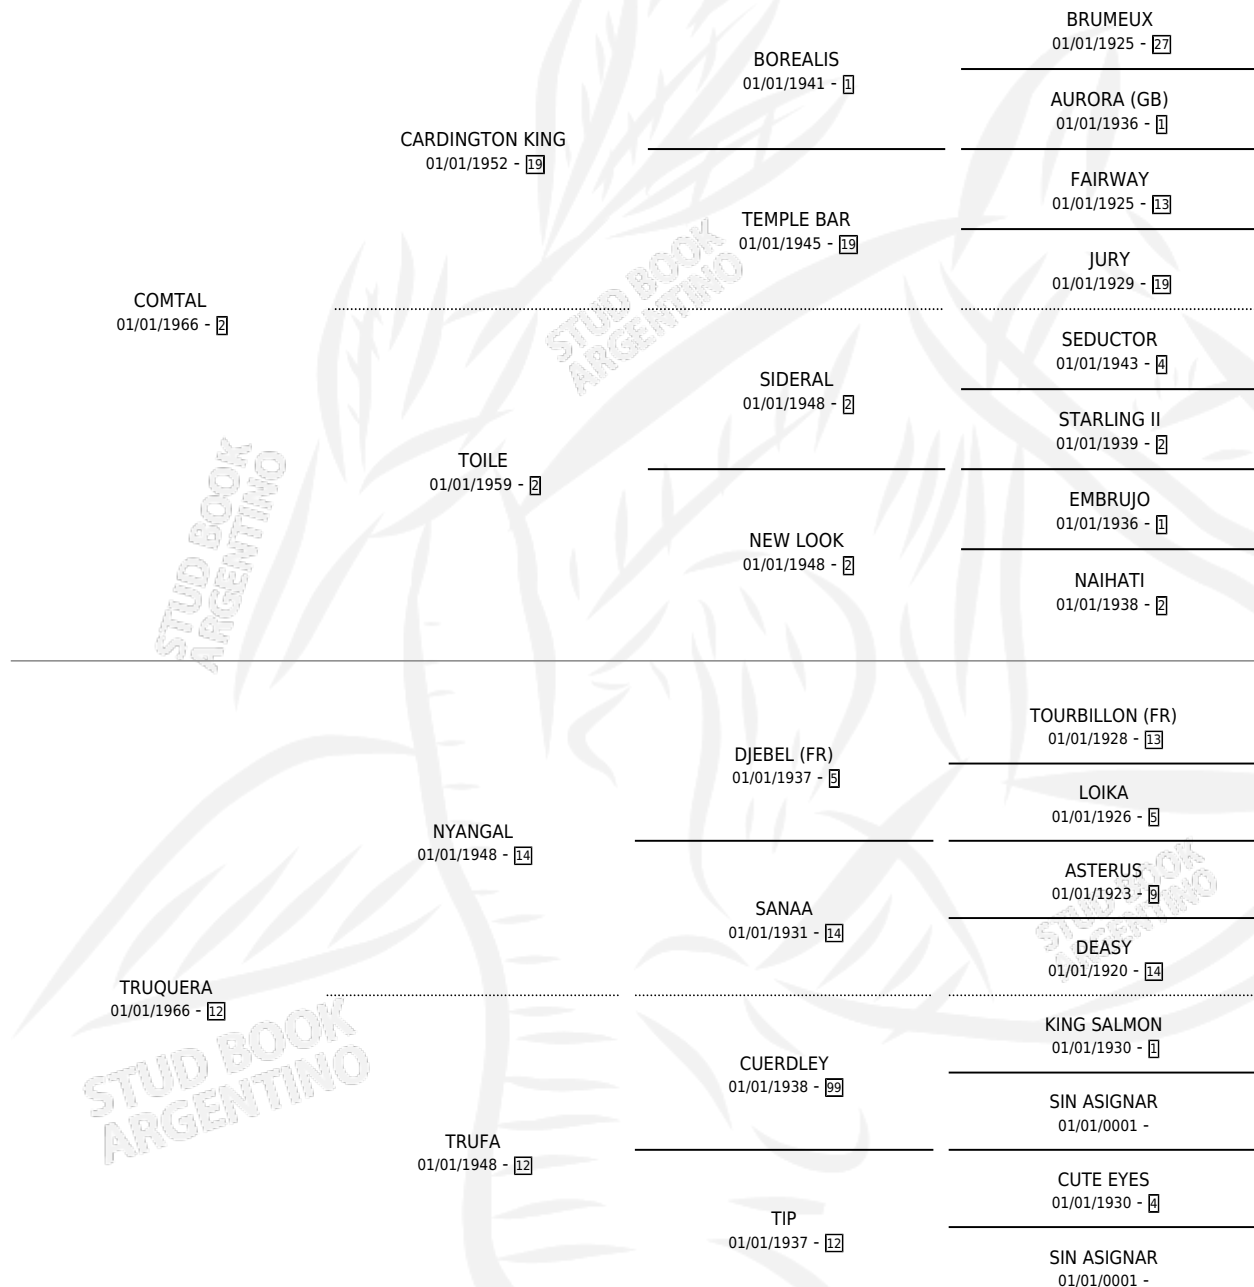 BRUMEUX
01/01/1925 - 27
BOREALIS
01/01/1941 - 1
AURORA (GB)
01/01/1936 - 1
CARDINGTON KING
01/01/1952 - 19
FAIRWAY
01/01/1925 - 13
TEMPLE BAR
01/01/1945 - 19
JURY
01/01/1929 - 19
COMTAL
01/01/1966 - 2
STUD BOOK
ARGENTINO
SEDUCTOR
01/01/1943 - 4
SIDERAL
01/01/1948 - 2
STARLING II
01/01/1939 - 2
TOILE
01/01/1959 - 2
EMBRUJO
01/01/1936 - 1
NEW LOOK
01/01/1948 - 2
NAIHATI
01/01/1938 - 2
STUD BOOK
ARGENTINO
TOURBILLON (FR)
01/01/1928 - 13
DJEBEL (FR)
01/01/1937 - 5
LOIKA
01/01/1926 - 5
NYANGAL
01/01/1948 - 14
ASTERUS
01/01/1923 - 9
SANAA
01/01/1931 - 14
DEASY
01/01/1920 - 14
STUD BOOK
ARGENTINO
TRUQUERA
01/01/1966 - 12
KING SALMON
01/01/1930 - 1
CUERDLEY
01/01/1938 - 99
SIN ASIGNAR
01/01/0001 -
STUD BOOK
ARGENTINO
TRUFA
01/01/1948 - 12
CUTE EYES
01/01/1930 - 4
TIP
01/01/1937 - 12
SIN ASIGNAR
01/01/0001 -